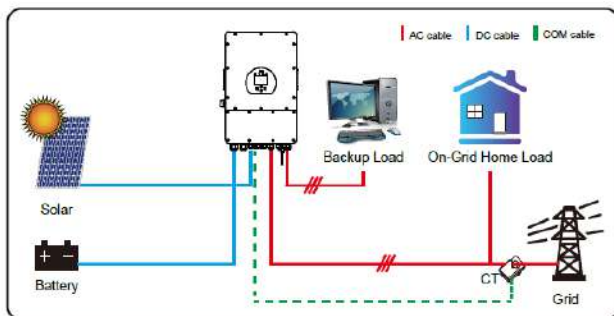 AC cable DC cable COM cable
Backup Load
On-Grid Home Load
Solar
CT
Battery
Grid